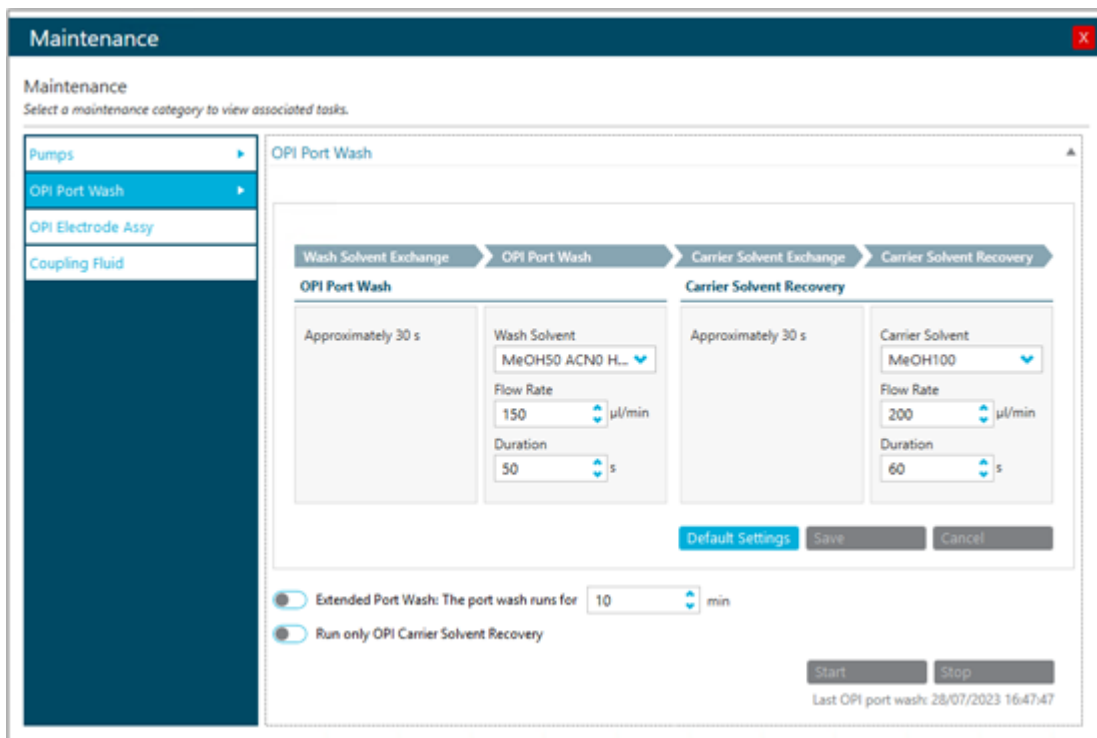 Maintenance
X
Maintenance
Select a maintenance category to view associated tasks.
Pumps
OPI Port Wash
OPI Electrode Assy
Coupling Fluid
OPI Port Wash
Wash Solvent Exchange OPI Port Wash Carrier Solvent Exchange Carrier Solvent Recovery
OPI Port Wash Carrier Solvent Recovery
Approximately 30 s
Wash Solvent
MeOH50 ACN0 H...
Flow Rate
150 µl/min
Duration
50 s
Approximately 30 s
Carrier Solvent
MeOH100
Flow Rate
200 µl/min
Duration
60 s
Default Settings Save Cancel
Extended Port Wash: The port wash runs for 10 min
Run only OPI Carrier Solvent Recovery
Start Stop
Last OPI port wash: 28/07/2023 16:47:47